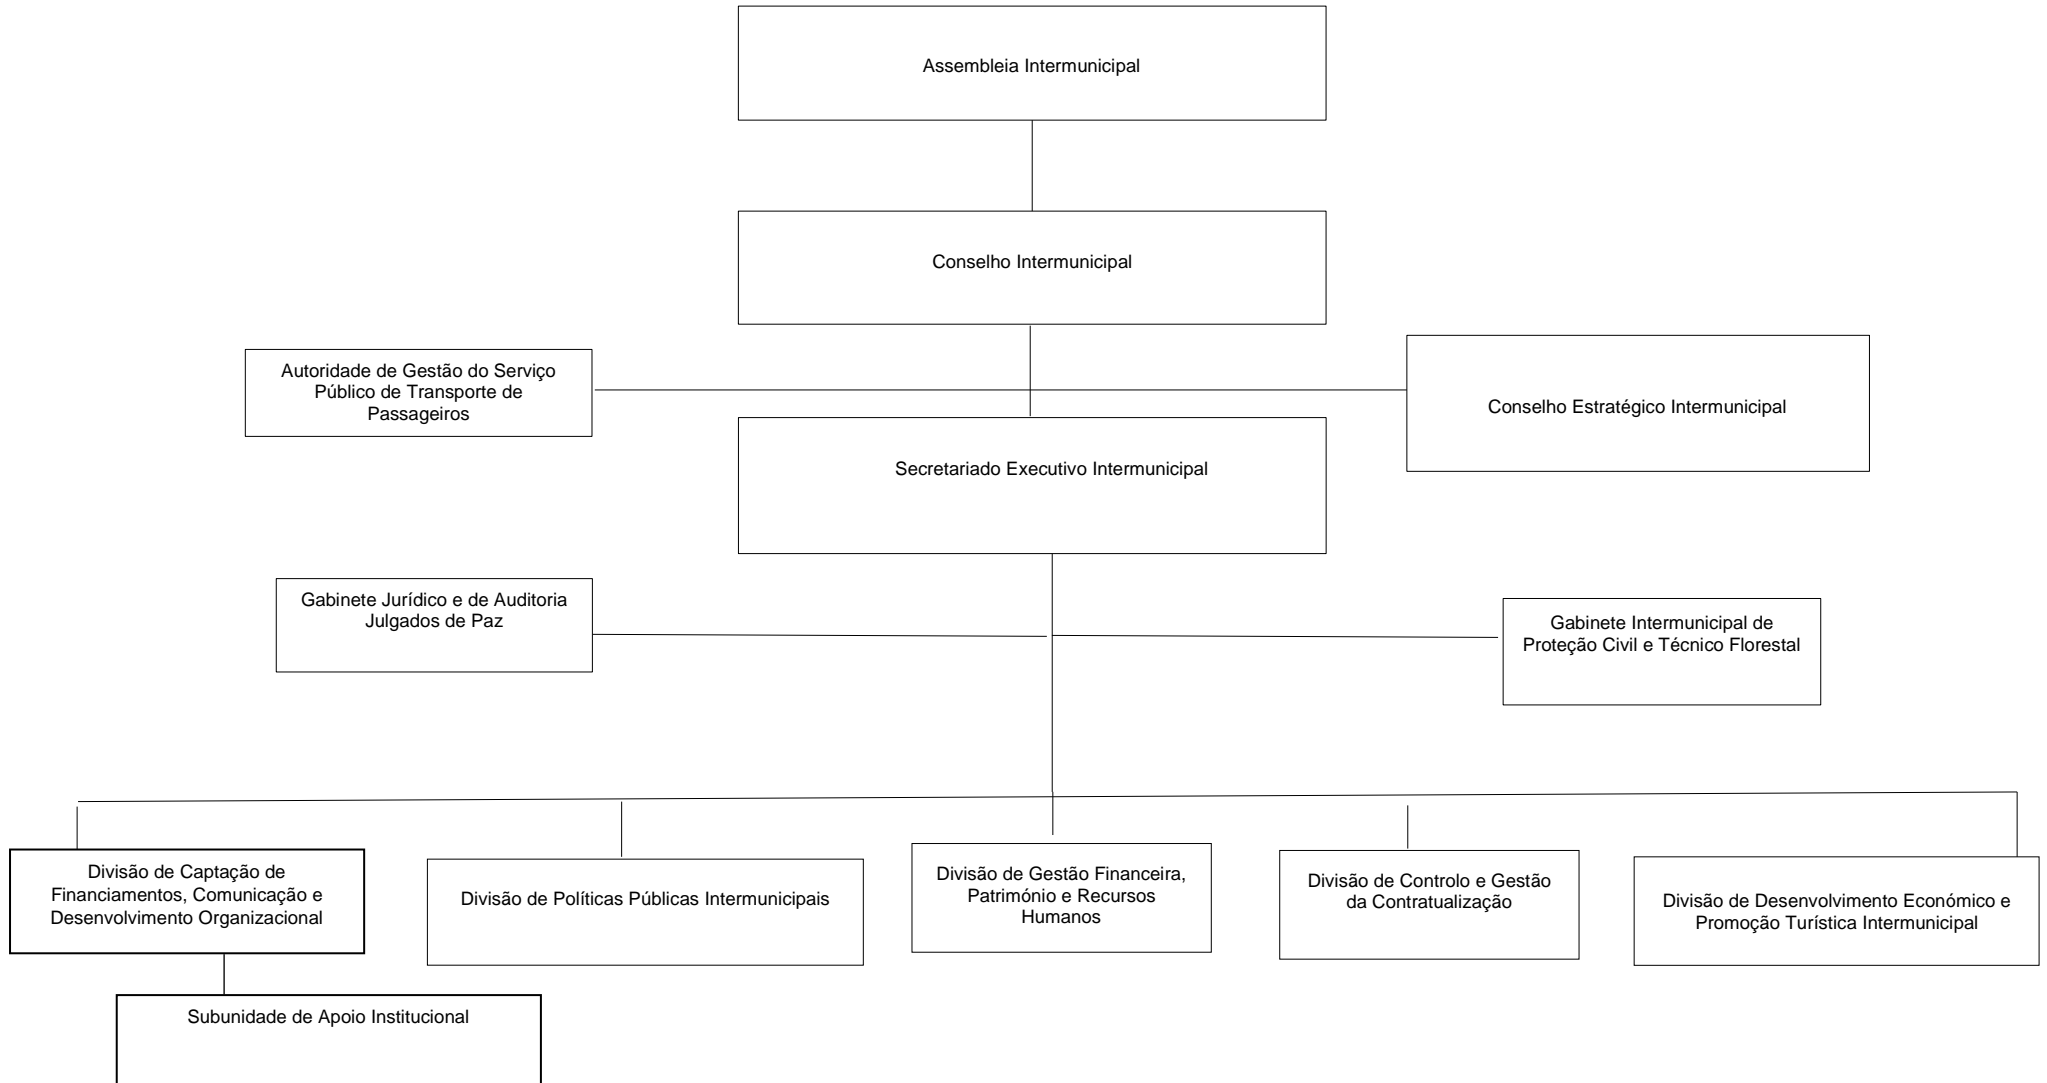 Assembleia Intermunicipal
Conselho Intermunicipal
Autoridade de Gestão do Serviço
Público de Transporte de
Passageiros
Conselho Estratégico Intermunicipal
Secretariado Executivo Intermunicipal
Gabinete Jurídico e de Auditoria
Julgados de Paz
Gabinete Intermunicipal de
Proteção Civil e Técnico Florestal
Divisão de Captação de
Financiamentos, Comunicação e
Desenvolvimento Organizacional
Divisão de Políticas Públicas Intermunicipais
Divisão de Gestão Financeira,
Património e Recursos
Humanos
Divisão de Controlo e Gestão
da Contratualização
Divisão de Desenvolvimento Económico e
Promoção Turística Intermunicipal
Subunidade de Apoio Institucional